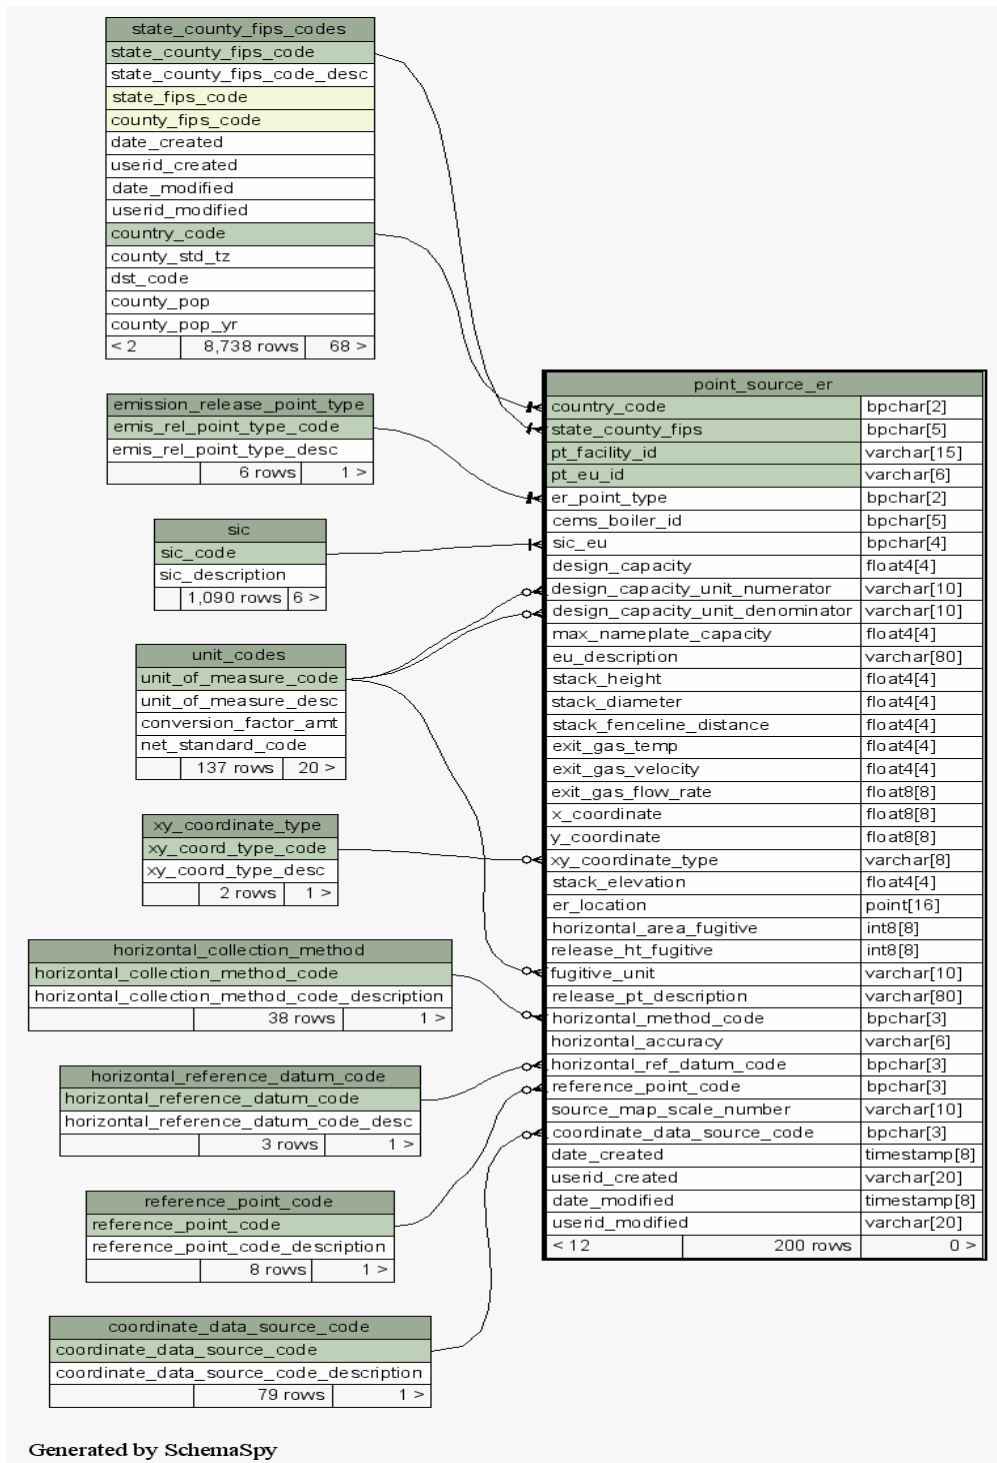 state_county_fips_codes
state_county_fips_code
state_county_fips_code_desc
state_fips_code
county_fips_code
date_created
userid_created
date_modified
userid_modified
country_code
county_std_tz
dst_code
county_pop
county_pop_yr
< 2 8,738 rows 68 >
emission_release_point_type
emis_rel_point_type_code
emis_rel_point_type_desc
6 rows 1 >
sic
sic_code
sic_description
1,090 rows 6 >
unit_codes
unit_of_measure_code
unit_of_measure_desc
conversion_factor_amt
net_standard_code
137 rows 20 >
xy_coordinate_type
xy_coord_type_code
xy_coord_type_desc
2 rows 1 >
horizontal_collection_method
horizontal_collection_method_code
horizontal_collection_method_code_description
38 rows 1 >
horizontal_reference_datum_code
horizontal_reference_datum_code
horizontal_reference_datum_code_desc
3 rows 1 >
reference_point_code
reference_point_code
reference_point_code_description
8 rows 1 >
coordinate_data_source_code
coordinate_data_source_code
coordinate_data_source_code_description
79 rows 1 >
point_source_er
country_code bpchar[2]
state_county_fips bpchar[5]
pt_facility_id varchar[15]
pt_eu_id varchar[6]
er_point_type bpchar[2]
cems_boiler_id bpchar[5]
sic_eu bpchar[4]
design_capacity float4[4]
design_capacity_unit_numerator varchar[10]
design_capacity_unit_denominator varchar[10]
max_nameplate_capacity float4[4]
eu_description varchar[80]
stack_height float4[4]
stack_diameter float4[4]
stack_fenceline_distance float4[4]
exit_gas_temp float4[4]
exit_gas_velocity float4[4]
exit_gas_flow_rate float8[8]
x_coordinate float8[8]
y_coordinate float8[8]
xy_coordinate_type varchar[8]
stack_elevation float4[4]
er_location point[16]
horizontal_area_fugitive int8[8]
release_ht_fugitive int8[8]
fugitive_unit varchar[10]
release_pt_description varchar[80]
horizontal_method_code bpchar[3]
horizontal_accuracy varchar[6]
horizontal_ref_datum_code bpchar[3]
reference_point_code bpchar[3]
source_map_scale_number varchar[10]
coordinate_data_source_code bpchar[3]
date_created timestamp[8]
userid_created varchar[20]
date_modified timestamp[8]
userid_modified varchar[20]
< 12 200 rows 0 >
Generated by SchemaSpy